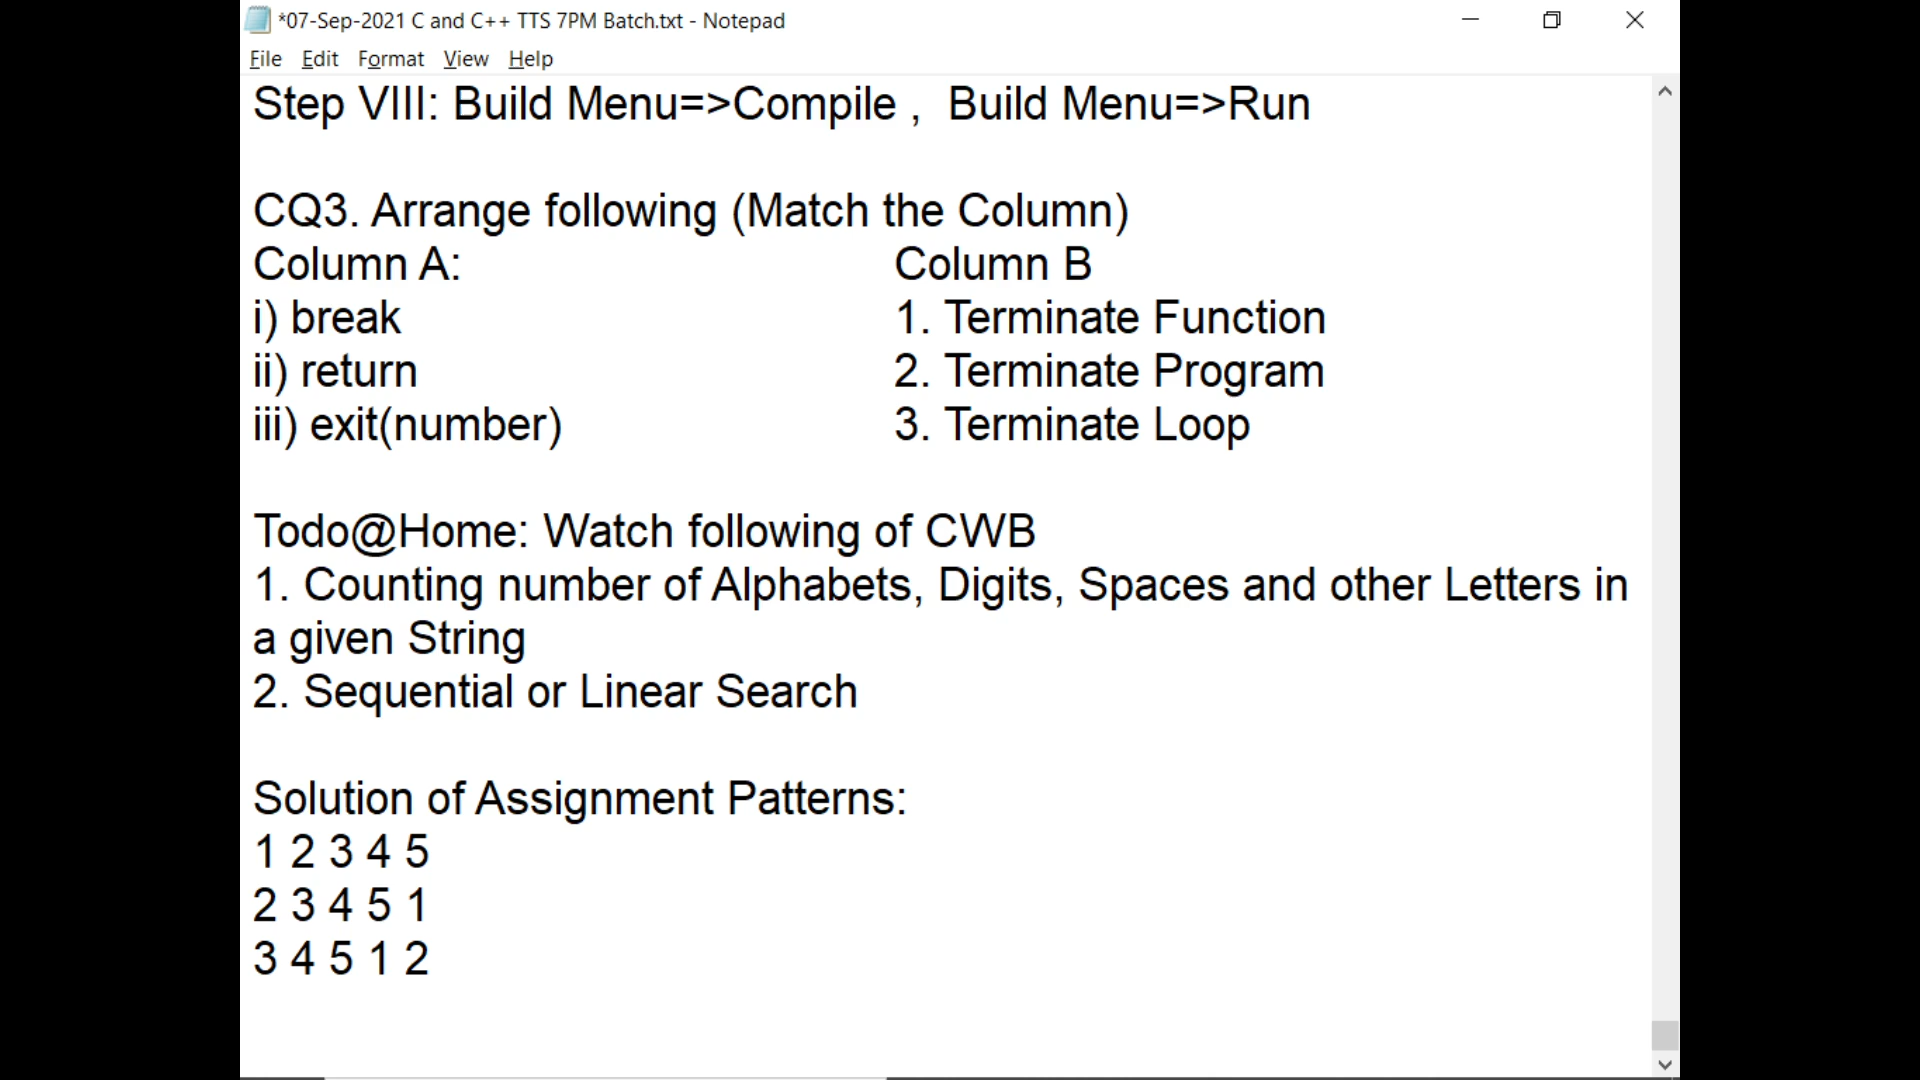 *07-Sep-2021 C and C++ TTS 7PM Batch.txt - Notepad
File Edit Format View Help
Step VIII: Build Menu=>Compile , Build Menu=>Run
CQ3. Arrange following (Match the Column)
Column A: Column B
i) break 1. Terminate Function
ii) return 2. Terminate Program
iii) exit(number) 3. Terminate Loop
Todo@Home: Watch following of CWB
1. Counting number of Alphabets, Digits, Spaces and other Letters in
a given String
2. Sequential or Linear Search
Solution of Assignment Patterns:
1 2 3 4 5
2 3 4 5 1
3 4 5 1 2